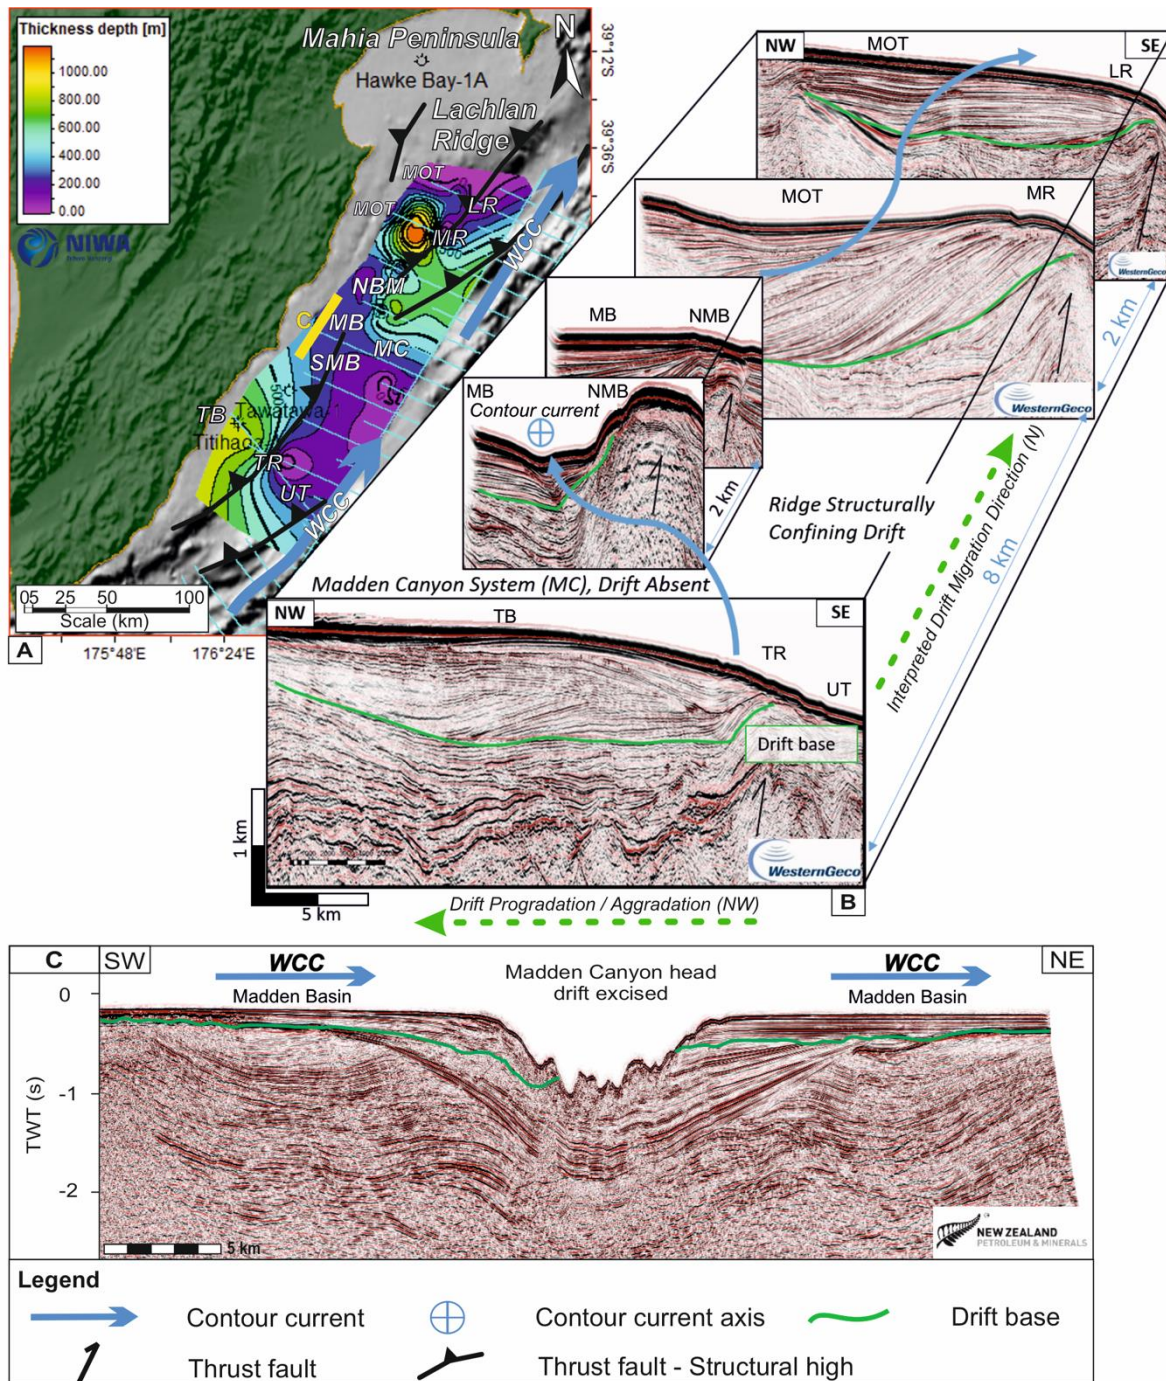 Thickness depth [m]
1000.00
800.00
600.00
400.00
200.00
0.00
NIWA
Mahia Peninsula
Hawke Bay-1A
Lachlan
Ridge
N
39°12'S
39°36'S
MOT
MOT
LR
MR
WCC
NBM
C
MB
MC
SMB
500
TB
Tawatawa-1
Titihaoa-1
TR
UT
WCC
05 25 50 100
Scale (km)
A
175°48'E
176°24'E
NW
MOT
SE
LR
WesternGeco
MOT
MR
WesternGeco
2 km
MB
NMB
MB
NMB
Contour current
2 km
8 km
Ridge Structurally
Confining Drift
Interpreted Drift Migration Direction (N)
Madden Canyon System (MC), Drift Absent
NW
TB
SE
TR
UT
Drift base
WesternGeco
1 km
5 km
B
Drift Progradation / Aggradation (NW)
C
SW
WCC
Madden Canyon head
drift excised
WCC
NE
Madden Basin
Madden Basin
0
-1
-2
TWT (s)
5 km
NEW ZEALAND
PETROLEUM & MINERALS
Legend
Contour current
Contour current axis
Drift base
Thrust fault
Thrust fault - Structural high